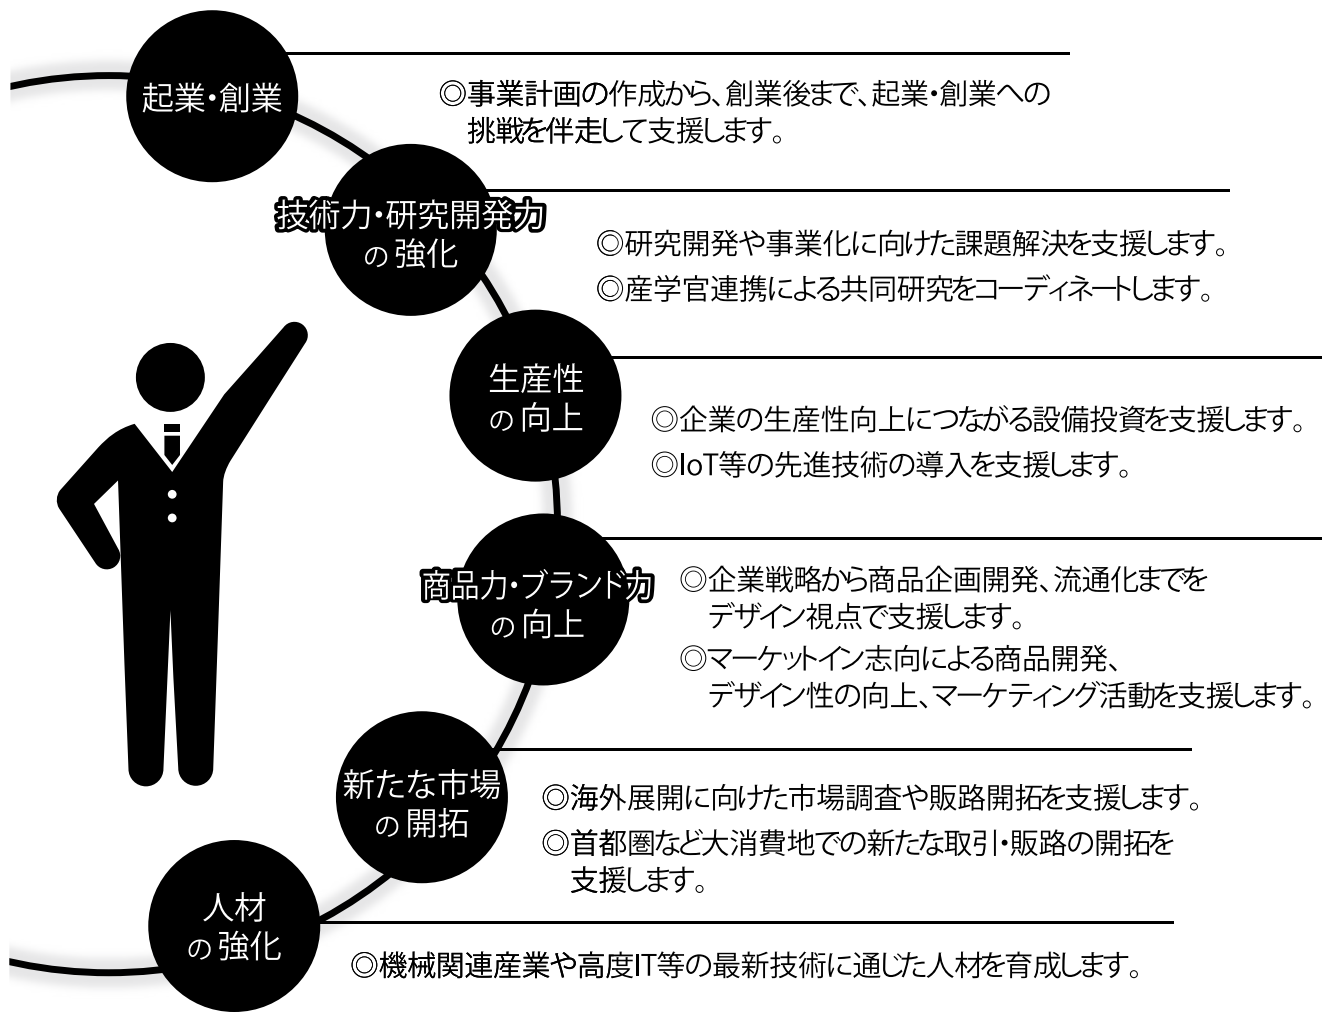 起業・創業
◎事業計画の作成から、創業後まで、起業・創業への
挑戦を伴走して支援します。
技術力・研究開発力
の強化
◎研究開発や事業化に向けた課題解決を支援します。
◎産学官連携による共同研究をコーディネートします。
生産性
の向上
◎企業の生産性向上につながる設備投資を支援します。
◎IoT等の先進技術の導入を支援します。
商品力・ブランド力
の向上
◎企業戦略から商品企画開発、流通化までを
デザイン視点で支援します。
◎マーケットイン志向による商品開発、
デザイン性の向上、マーケティング活動を支援します。
新たな市場
の開拓
◎海外展開に向けた市場調査や販路開拓を支援します。
◎首都圏など大消費地での新たな取引・販路の開拓を
支援します。
人材
の強化
◎機械関連産業や高度IT等の最新技術に通じた人材を育成します。